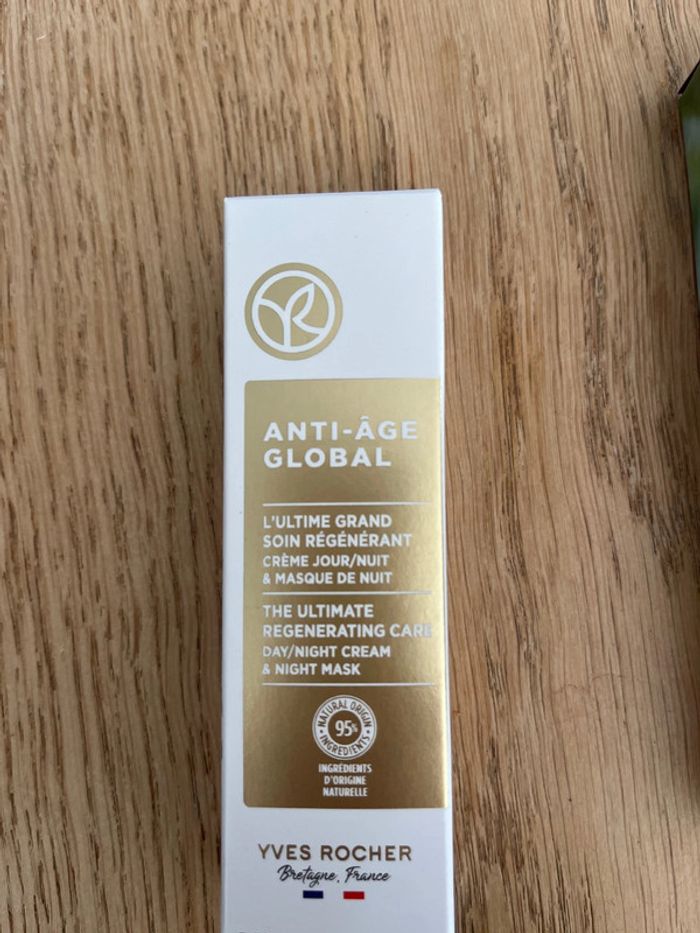 ANTI-ÂGE
GLOBAL
L'ULTIME GRAND
SOIN RÉGÉNÉRANT
CRÈME JOUR/NUIT
& MASQUE DE NUIT
THE ULTIMATE
REGENERATING CARE
DAY/NIGHT CREAM
& NIGHT MASK
NATURAL ORIGIN
95%
INGREDIENTS
INGRÉDIENTS
D'ORIGINE
NATURELLE
YVES ROCHER
Bretagne, France